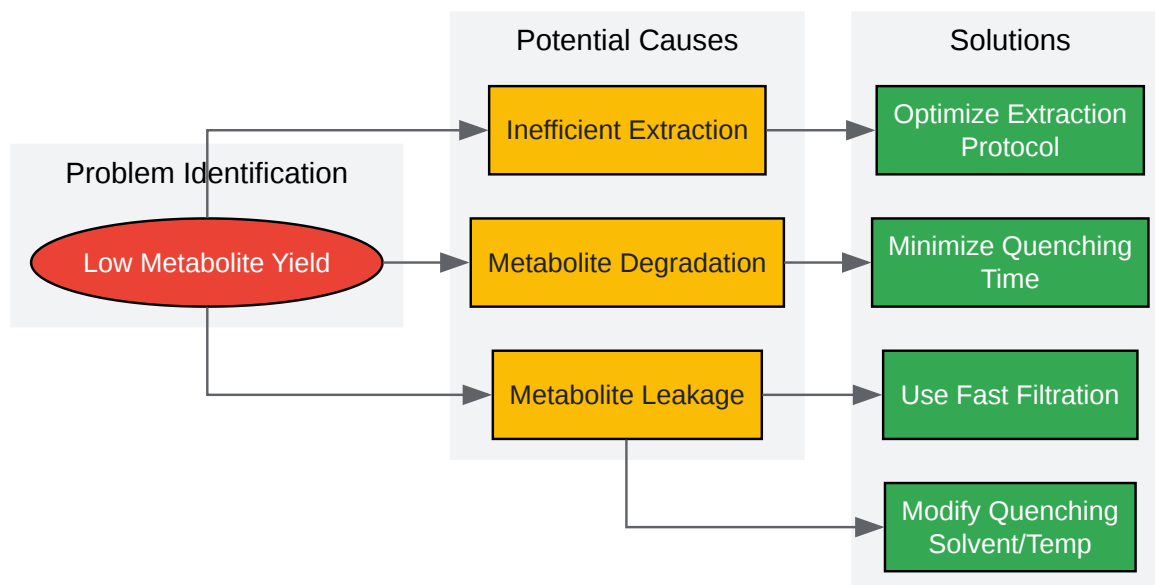 Potential Causes
Solutions
Problem Identification
Low Metabolite Yield
Inefficient Extraction
Metabolite Degradation
Metabolite Leakage
Optimize Extraction
Protocol
Minimize Quenching
Time
Use Fast Filtration
Modify Quenching
Solvent/Temp